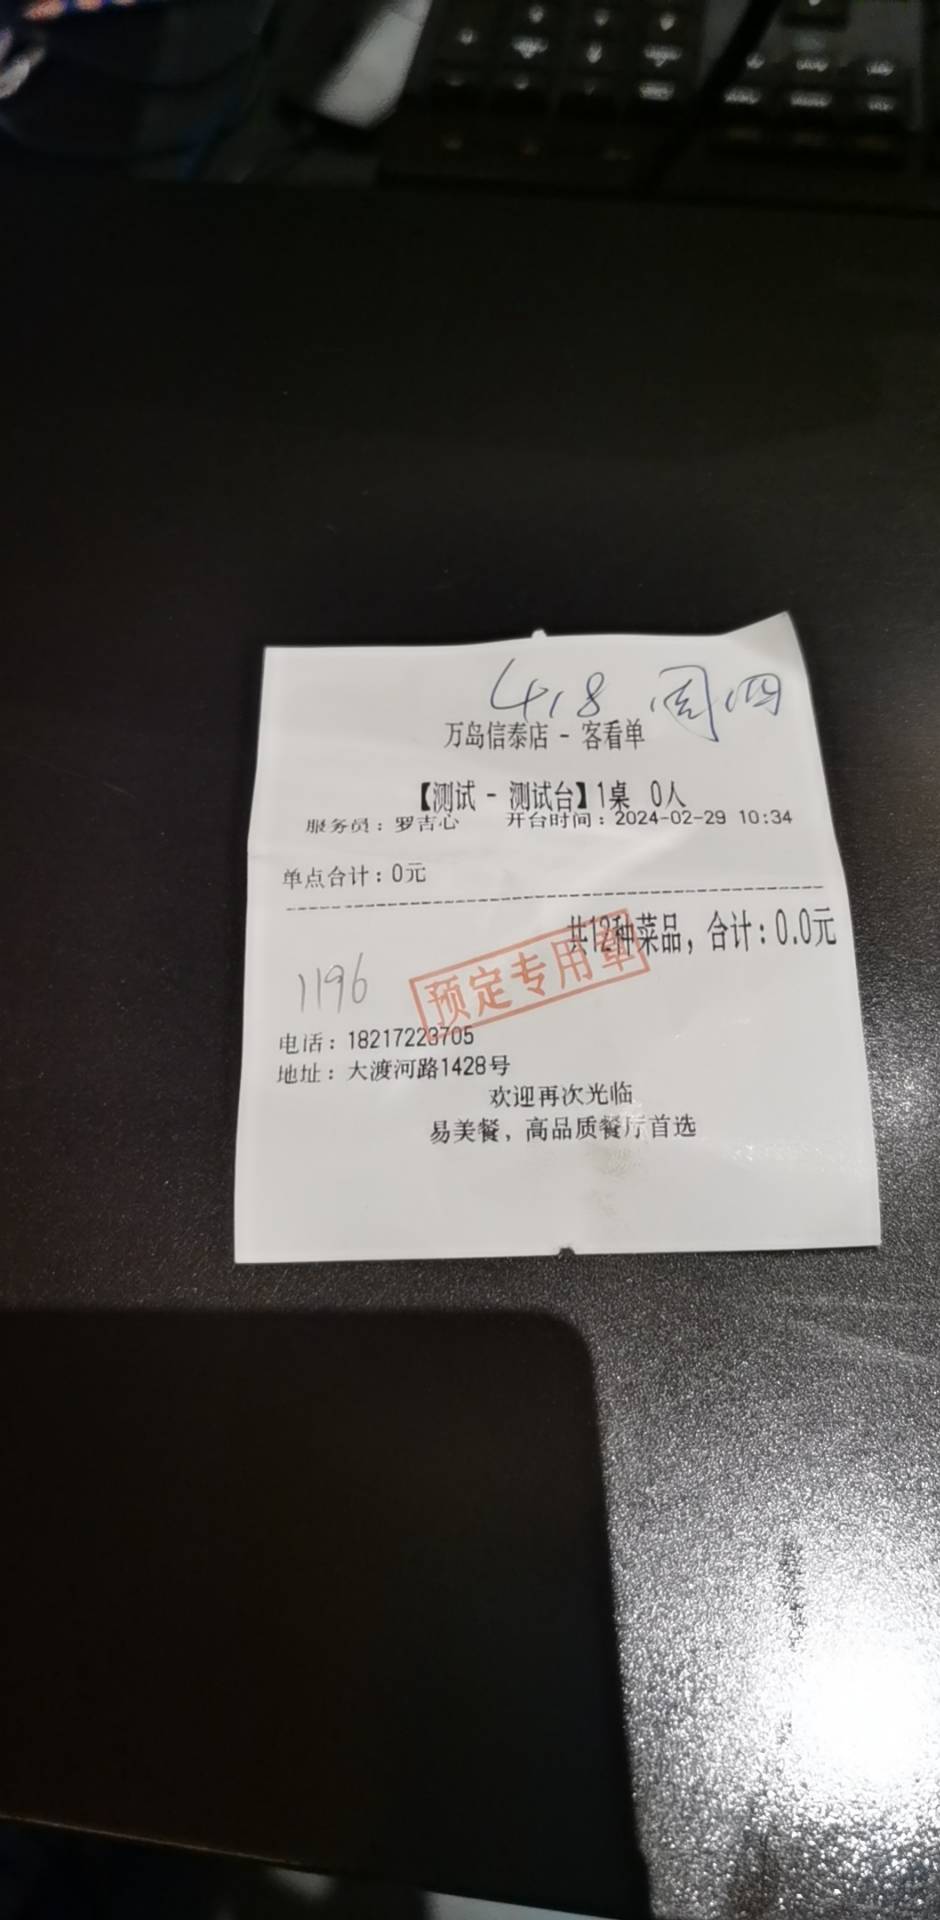 4.18 周四
万岛信泰店 - 客看单
【测试 - 测试台】1桌 0人
服务员：罗吉心 开台时间：2024-02-29 10:34
单点合计：0元
共12种菜品，合计：0.0元
1196
预定专用章
电话：18217223705
地址：大渡河路1428号
欢迎再次光临
易美餐，高品质餐厅首选